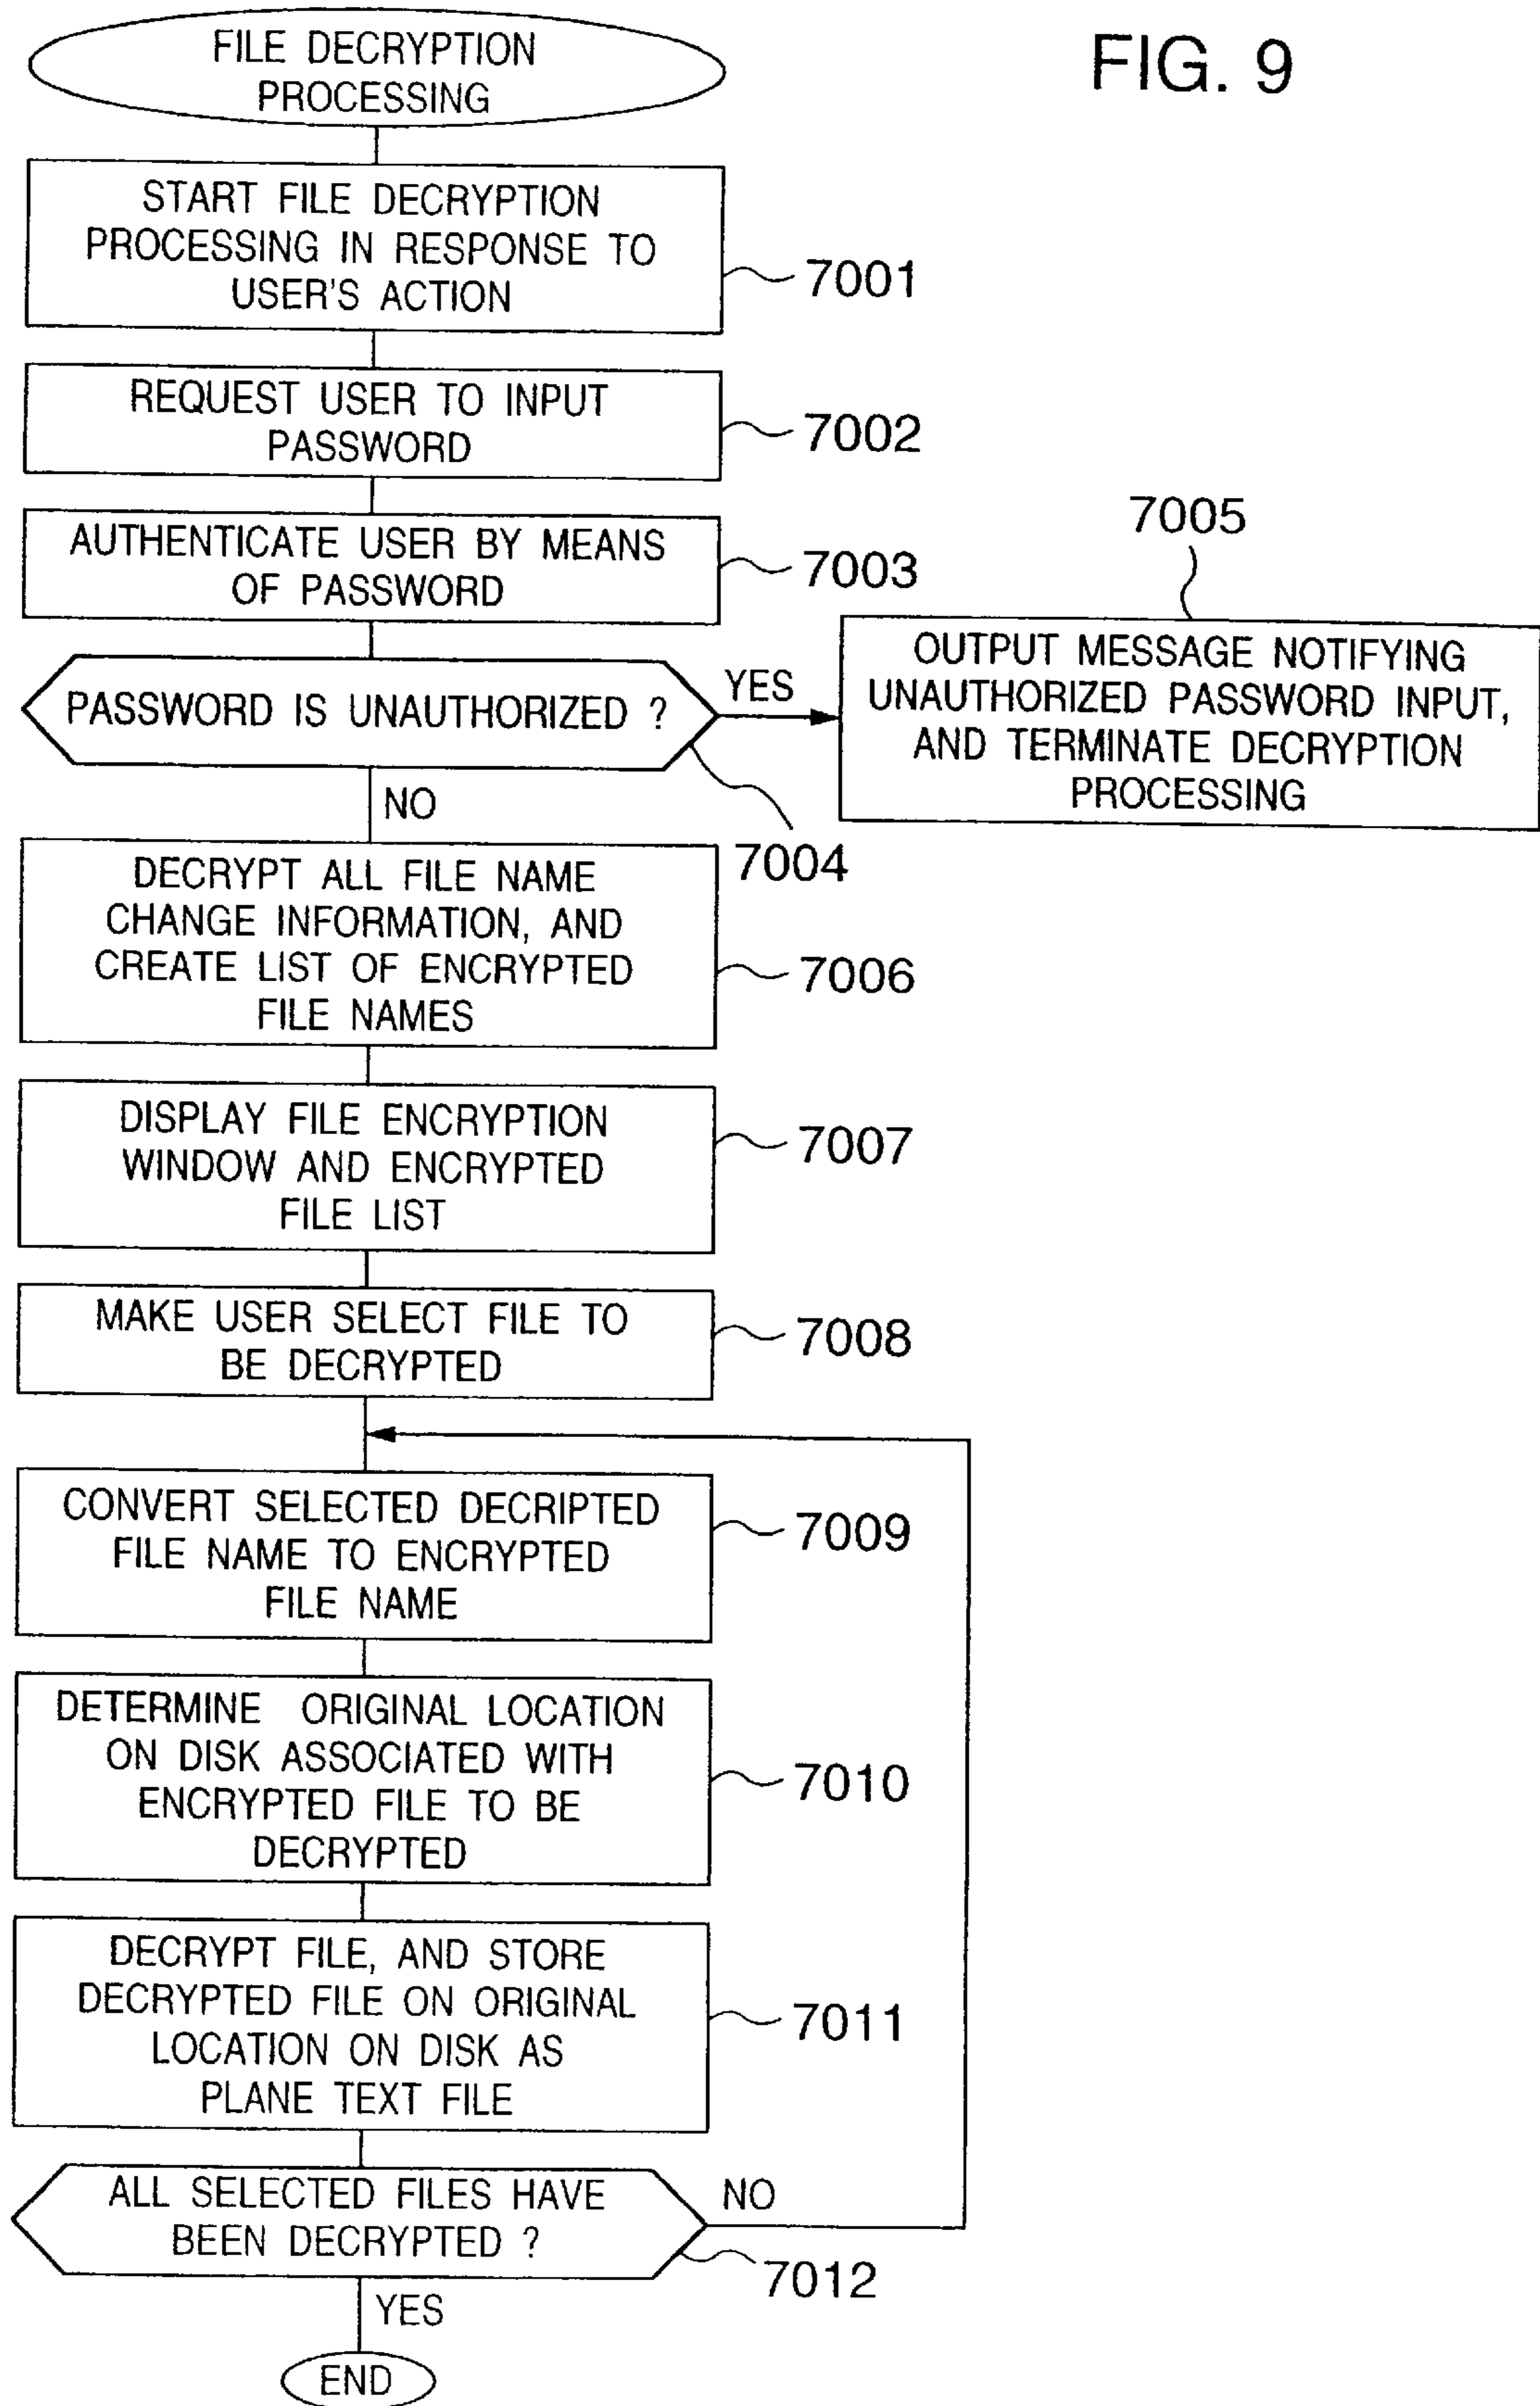 FILE DECRYPTION
PROCESSING
FIG. 9
START FILE DECRYPTION
PROCESSING IN RESPONSE TO
USER'S ACTION
7001
REQUEST USER TO INPUT
PASSWORD
7002
AUTHENTICATE USER BY MEANS
OF PASSWORD
7003
PASSWORD IS UNAUTHORIZED ?
YES
7004
7005
OUTPUT MESSAGE NOTIFYING
UNAUTHORIZED PASSWORD INPUT,
AND TERMINATE DECRYPTION
PROCESSING
NO
DECRYPT ALL FILE NAME
CHANGE INFORMATION, AND
CREATE LIST OF ENCRYPTED
FILE NAMES
7006
DISPLAY FILE ENCRYPTION
WINDOW AND ENCRYPTED
FILE LIST
7007
MAKE USER SELECT FILE TO
BE DECRYPTED
7008
CONVERT SELECTED DECRIPTED
FILE NAME TO ENCRYPTED
FILE NAME
7009
DETERMINE ORIGINAL LOCATION
ON DISK ASSOCIATED WITH
ENCRYPTED FILE TO BE
DECRYPTED
7010
DECRYPT FILE, AND STORE
DECRYPTED FILE ON ORIGINAL
LOCATION ON DISK AS
PLANE TEXT FILE
7011
ALL SELECTED FILES HAVE
BEEN DECRYPTED ?
NO
7012
YES
END